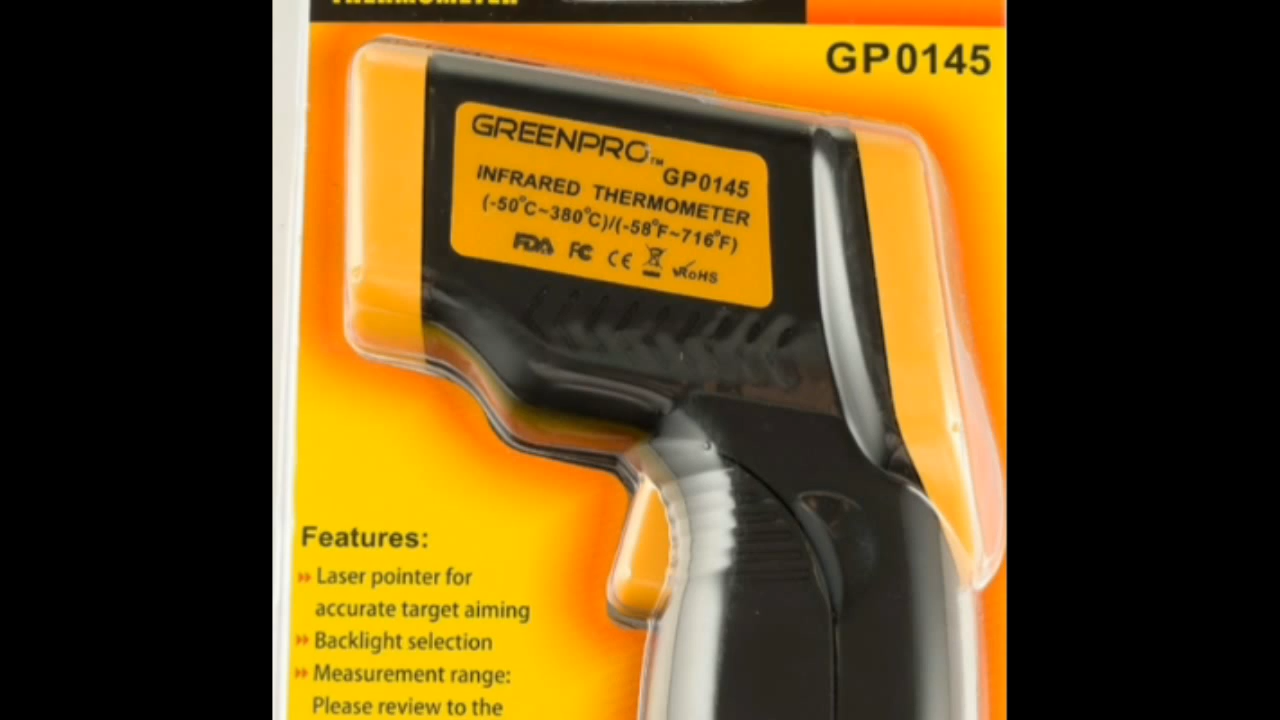 THERMOMETER
GP0145
GREENPRO™
GP0145
INFRARED THERMOMETER
(-50°C~380°C)/(-58°F~716°F)
FDA FC CE RoHS
Features:
Laser pointer for
accurate target aiming
Backlight selection
Measurement range:
Please review to the